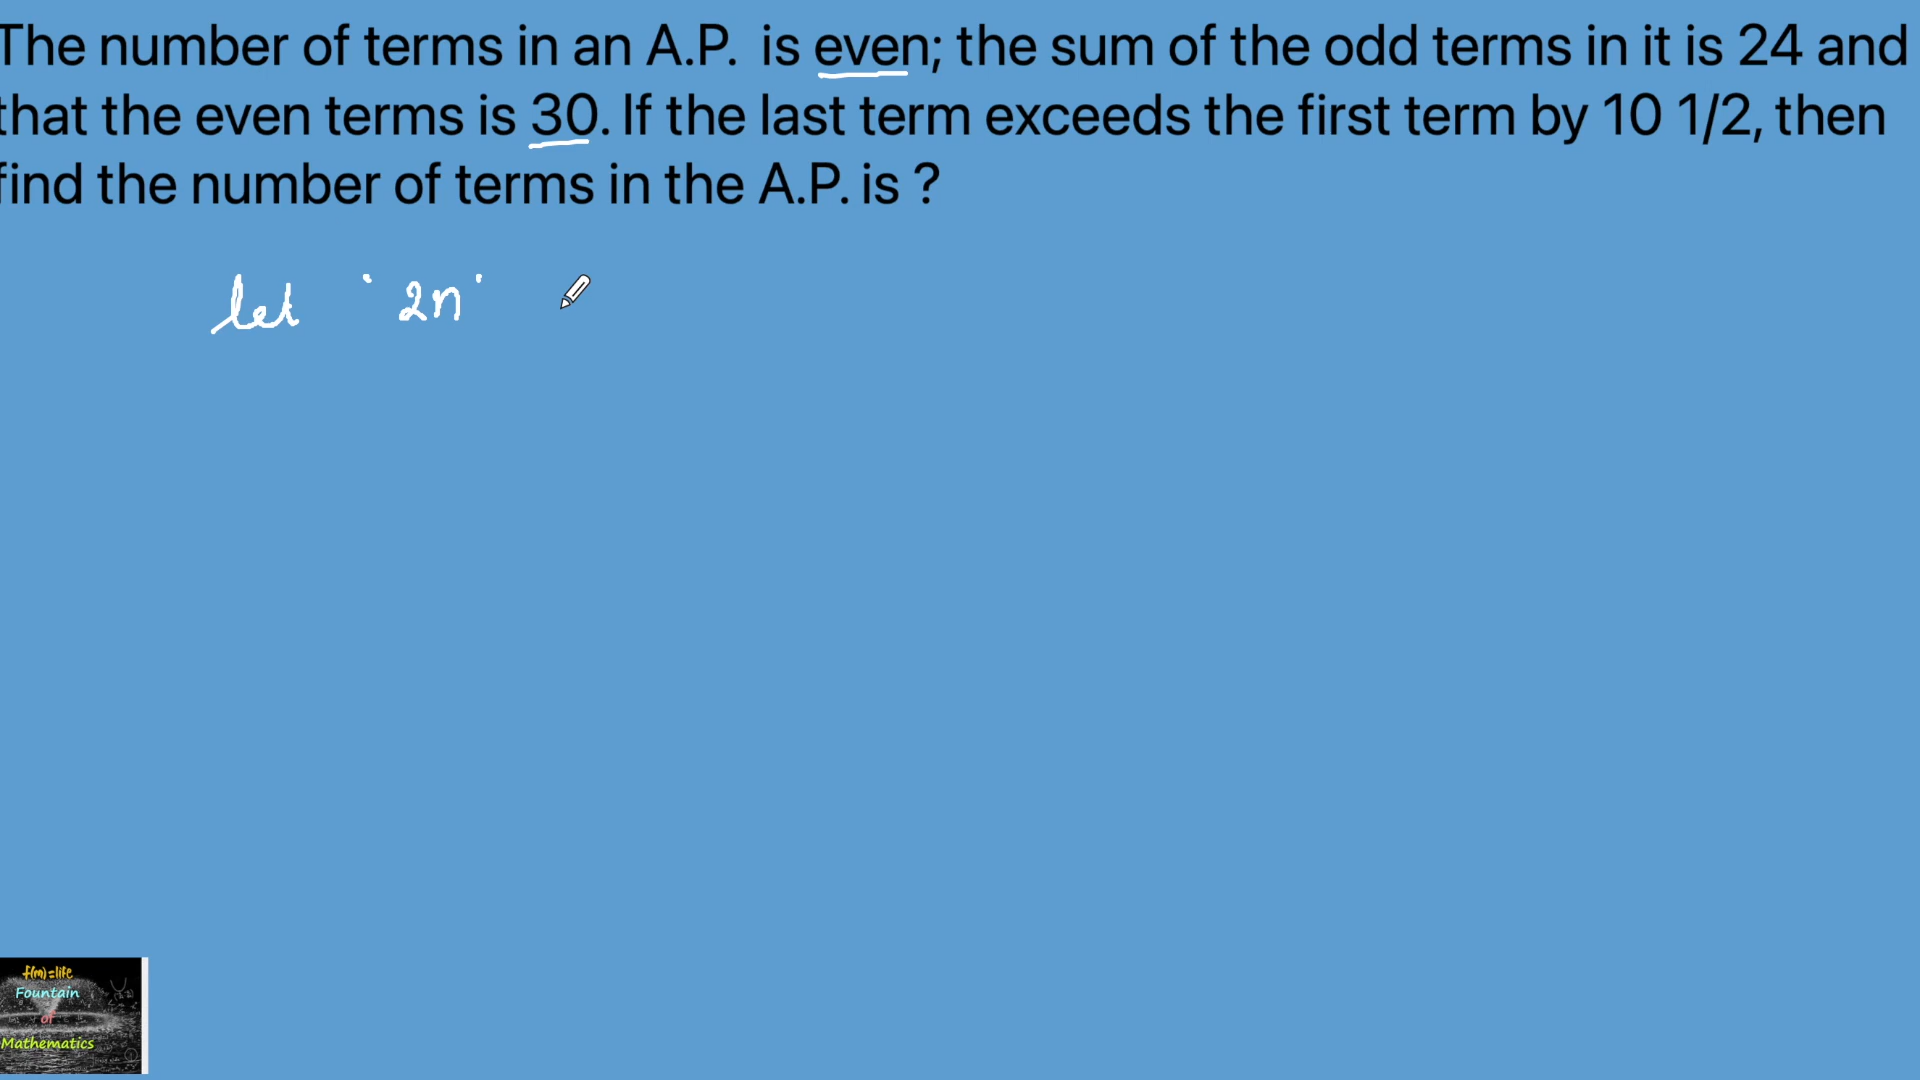 The number of terms in an A.P. is even; the sum of the odd terms in it is 24 and
that the even terms is 30. If the last term exceeds the first term by 10 1/2, then
find the number of terms in the A.P. is ?
let ' 2n '
f(m)=life
Fountain
of
Mathematics